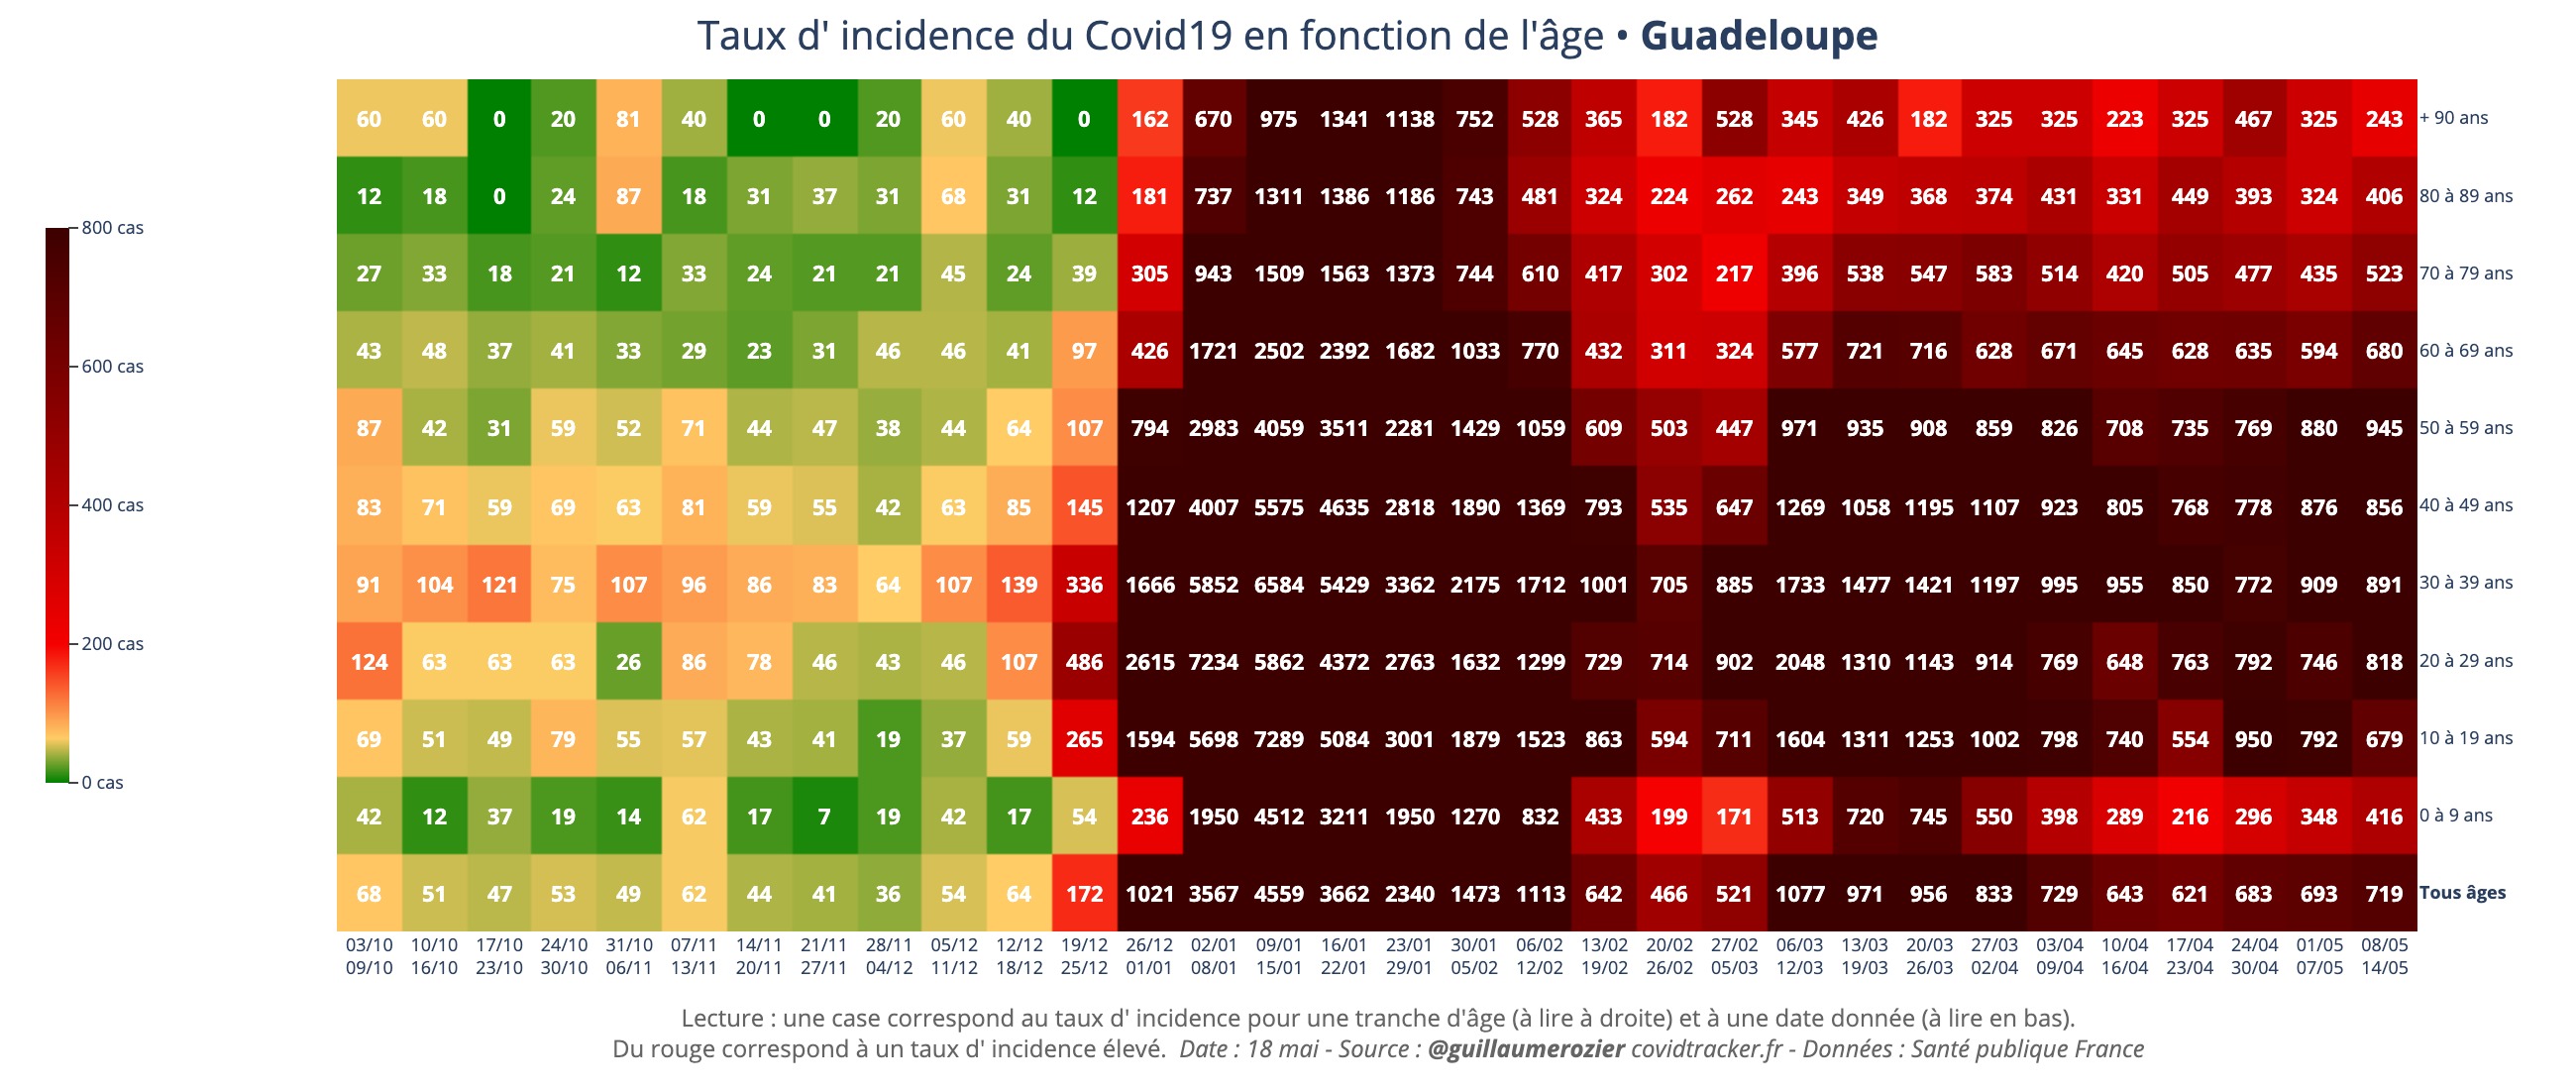 Taux d' incidence du Covid19 en fonction de l'âge • Guadeloupe
60 60 0 20 81 40 0 0 20 60 40 0 162 670 975 1341 1138 752 528 365 182 528 345 426 182 325 325 223 325 467 325 243 + 90 ans
12 18 0 24 87 18 31 37 31 68 31 12 181 737 1311 1386 1186 743 481 324 224 262 243 349 368 374 431 331 449 393 324 406 80 à 89 ans
800 cas
27 33 18 21 12 33 24 21 21 45 24 39 305 943 1509 1563 1373 744 610 417 302 217 396 538 547 583 514 420 505 477 435 523 70 à 79 ans
43 48 37 41 33 29 23 31 46 46 41 97 426 1721 2502 2392 1682 1033 770 432 311 324 577 721 716 628 671 645 628 635 594 680 60 à 69 ans
600 cas
87 42 31 59 52 71 44 47 38 44 64 107 794 2983 4059 3511 2281 1429 1059 609 503 447 971 935 908 859 826 708 735 769 880 945 50 à 59 ans
400 cas
83 71 59 69 63 81 59 55 42 63 85 145 1207 4007 5575 4635 2818 1890 1369 793 535 647 1269 1058 1195 1107 923 805 768 778 876 856 40 à 49 ans
91 104 121 75 107 96 86 83 64 107 139 336 1666 5852 6584 5429 3362 2175 1712 1001 705 885 1733 1477 1421 1197 995 955 850 772 909 891 30 à 39 ans
200 cas
124 63 63 63 26 86 78 46 43 46 107 486 2615 7234 5862 4372 2763 1632 1299 729 714 902 2048 1310 1143 914 769 648 763 792 746 818 20 à 29 ans
69 51 49 79 55 57 43 41 19 37 59 265 1594 5698 7289 5084 3001 1879 1523 863 594 711 1604 1311 1253 1002 798 740 554 950 792 679 10 à 19 ans
0 cas
42 12 37 19 14 62 17 7 19 42 17 54 236 1950 4512 3211 1950 1270 832 433 199 171 513 720 745 550 398 289 216 296 348 416 0 à 9 ans
68 51 47 53 49 62 44 41 36 54 64 172 1021 3567 4559 3662 2340 1473 1113 642 466 521 1077 971 956 833 729 643 621 683 693 719 Tous âges
03/10 10/10 17/10 24/10 31/10 07/11 14/11 21/11 28/11 05/12 12/12 19/12 26/12 02/01 09/01 16/01 23/01 30/01 06/02 13/02 20/02 27/02 06/03 13/03 20/03 27/03 03/04 10/04 17/04 24/04 01/05 08/05
09/10 16/10 23/10 30/10 06/11 13/11 20/11 27/11 04/12 11/12 18/12 25/12 01/01 08/01 15/01 22/01 29/01 05/02 12/02 19/02 26/02 05/03 12/03 19/03 26/03 02/04 09/04 16/04 23/04 30/04 07/05 14/05
Lecture : une case correspond au taux d' incidence pour une tranche d'âge (à lire à droite) et à une date donnée (à lire en bas).
Du rouge correspond à un taux d' incidence élevé. Date : 18 mai - Source : @guillaumerozier covidtracker.fr - Données : Santé publique France